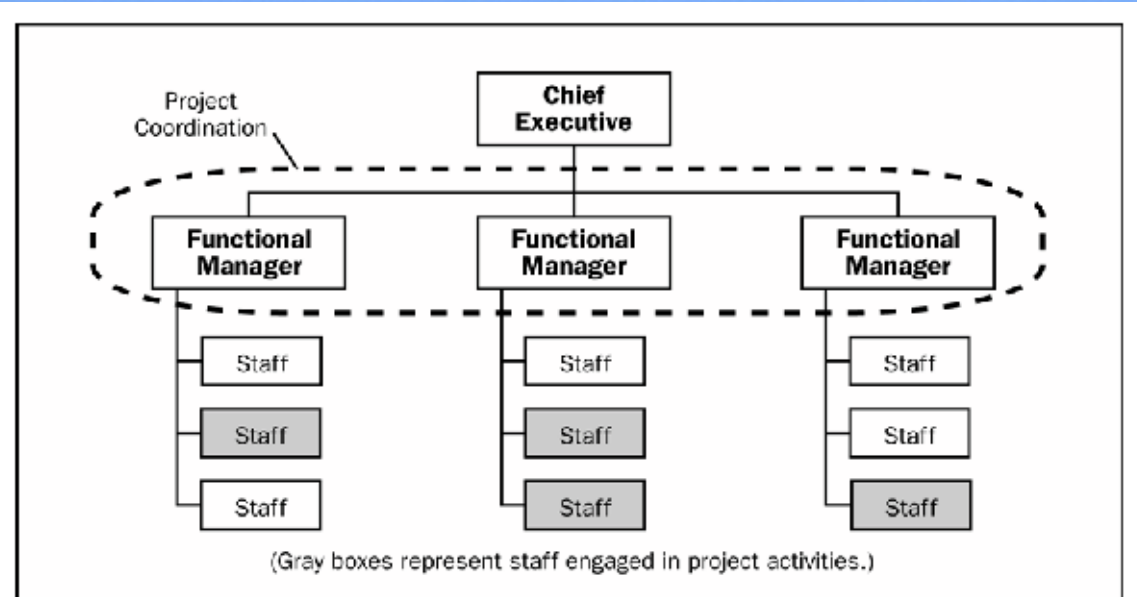 Project
Coordination
Chief
Executive
Functional
Manager
Functional
Manager
Functional
Manager
Staff
Staff
Staff
Staff
Staff
Staff
Staff
Staff
Staff
(Gray boxes represent staff engaged in project activities.)